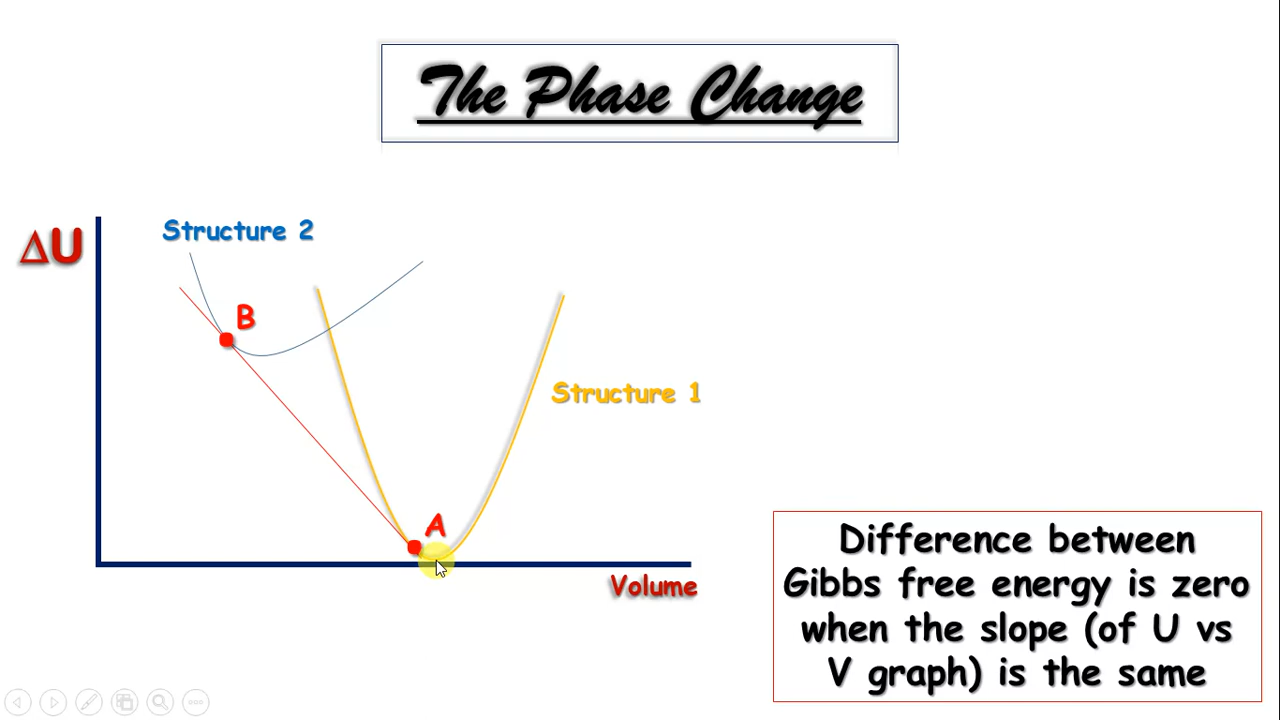 The Phase Change
ΔU
Structure 2
B
Structure 1
A
Volume
Difference between
Gibbs free energy is zero
when the slope (of U vs
V graph) is the same